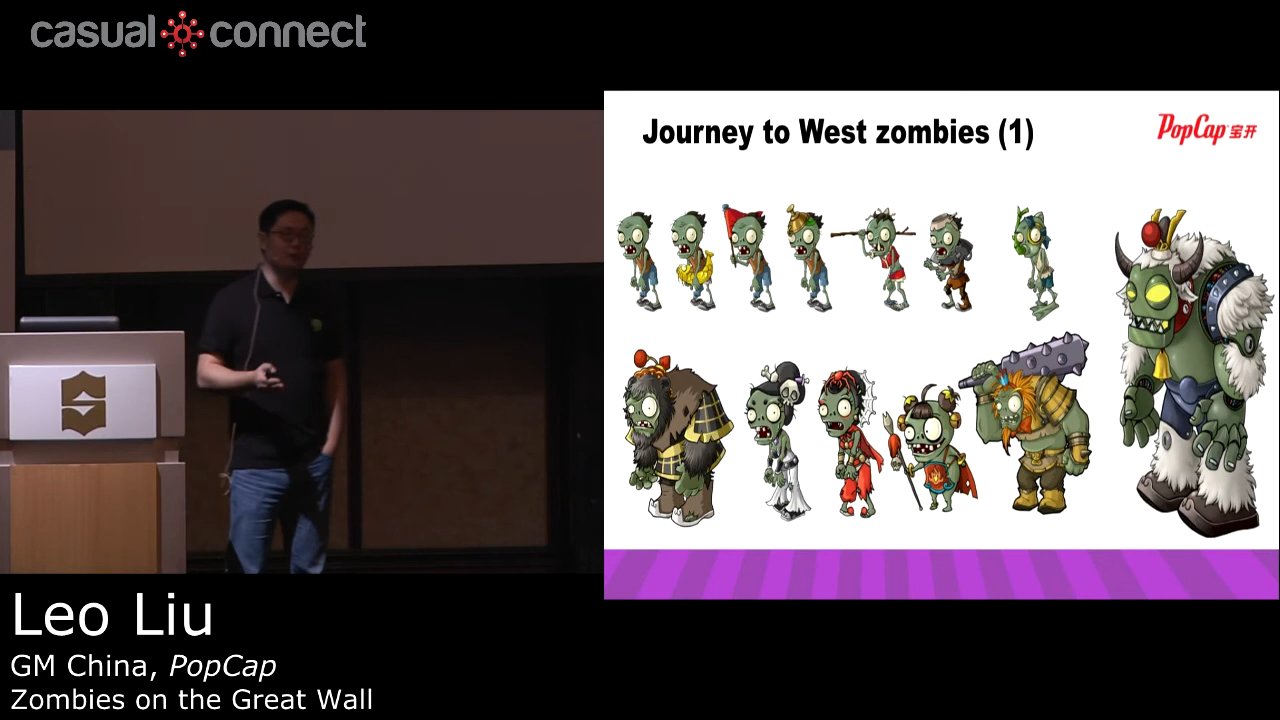 casual connect
Journey to West zombies (1)
PopCap 宝开
Leo Liu
GM China, PopCap
Zombies on the Great Wall